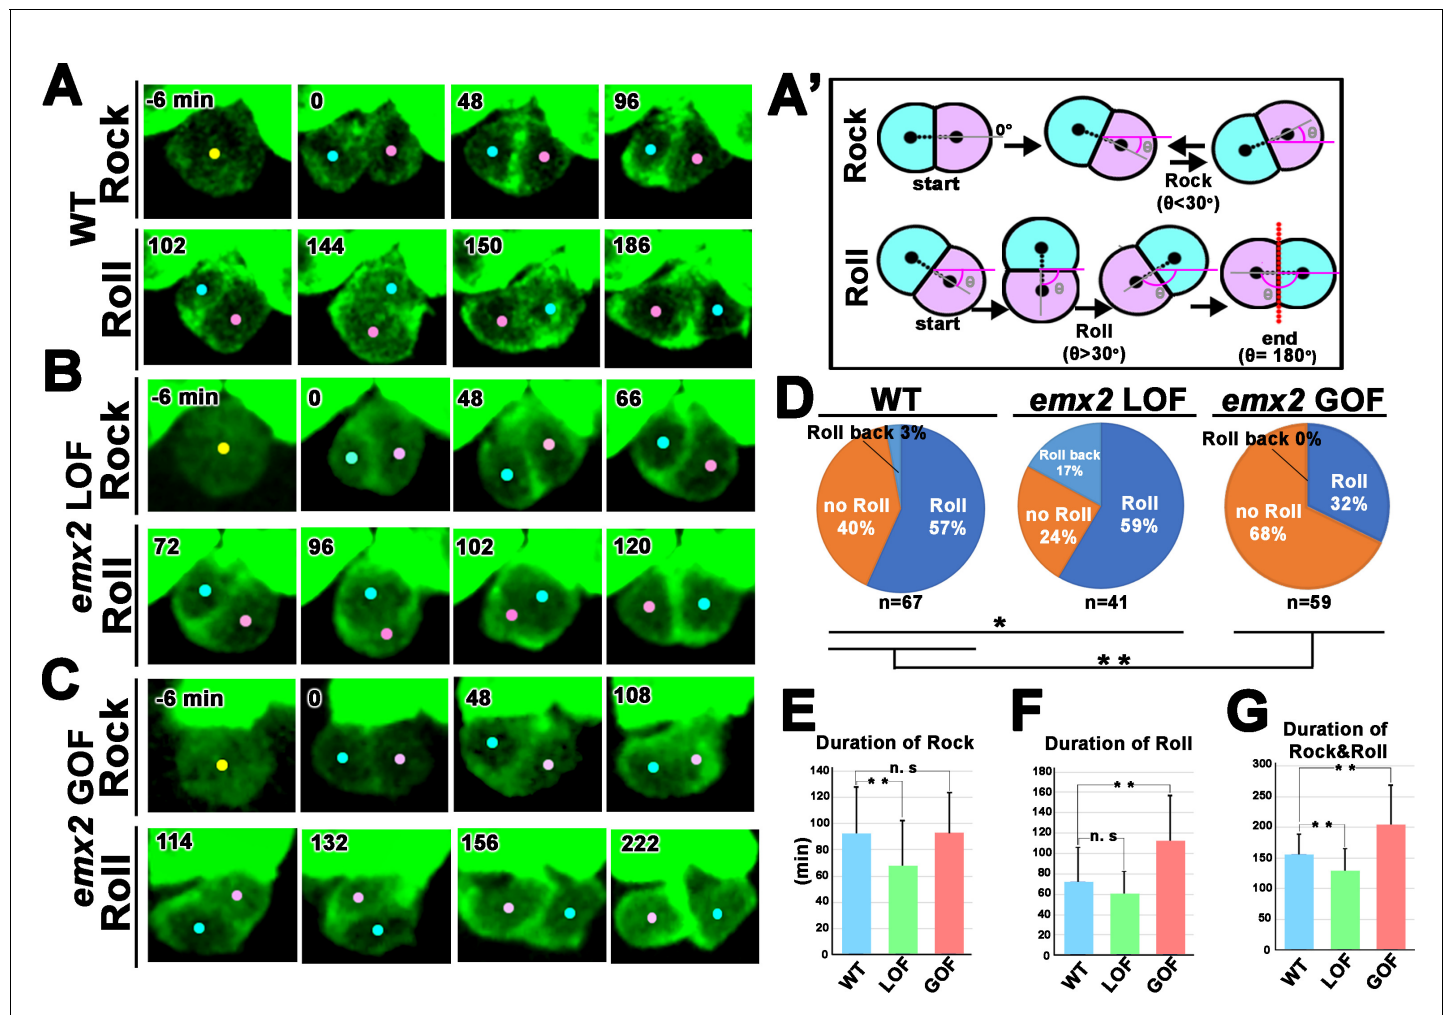 A
WT
Rock
-6 min
0
48
96
Roll
102
144
150
186
B
emx2 LOF
Rock
-6 min
0
48
66
Roll
72
96
102
120
C
emx2 GOF
Rock
-6 min
0
48
108
Roll
114
132
156
222
A'
Rock
0°
θ
θ
start
Rock
(θ<30°)
Roll
θ
θ
θ
θ
start
Roll
(θ>30°)
end
(θ= 180°)
D
WT
emx2 LOF
emx2 GOF
Roll back 3%
no Roll
40%
Roll
57%
n=67
Roll back
17%
no Roll
24%
Roll
59%
n=41
Roll back 0%
no Roll
68%
Roll
32%
n=59
*
* *
E
Duration of Rock
(min)
140
120
100
80
60
40
20
0
n. s
* *
WT
LOF
GOF
F
Duration of Roll
180
160
140
120
100
80
60
40
20
0
* *
n. s
WT
LOF
GOF
G
Duration of
Rock&Roll
300
250
200
150
100
50
0
* *
* *
WT
LOF
GOF